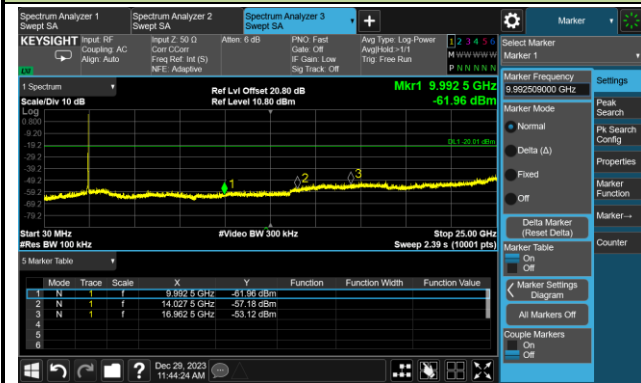 Spectrum Analyzer 1
Swept SA
Spectrum Analyzer 2
Swept SA
Spectrum Analyzer 3
Swept SA
Marker
KEYSIGHT
Input: RF
Coupling: AC
Align: Auto
Input Z: 50 Ω
Corr CCorr
Freq Ref: Int (S)
NFE: Adaptive
Atten: 6 dB
PNO: Fast
Gate: Off
IF Gain: Low
Sig Track: Off
Avg Type: Log-Power
Avg|Hold:>1/1
Trig: Free Run
1 2 3 4 5 6
M W W W W W
P N N N N N
Select Marker
Marker 1
1 Spectrum
Scale/Div 10 dB
Log
Ref Lvl Offset 20.80 dB
Ref Level 10.80 dBm
Mkr1 9.992 5 GHz
-61.96 dBm
0.800
-9.20
-19.2
-29.2
-39.2
-49.2
-59.2
-69.2
-79.2
DL1 -20.01 dBm
1
2
3
Start 30 MHz
#Res BW 100 kHz
#Video BW 300 kHz
Stop 25.00 GHz
Sweep 2.39 s (10001 pts)
5 Marker Table
Mode Trace Scale X Y Function Function Width Function Value
1 N 1 f 9.992 5 GHz -61.96 dBm
2 N 1 f 14.027 5 GHz -57.18 dBm
3 N 1 f 16.962 5 GHz -53.12 dBm
4
5
6
Marker Frequency
9.992509000 GHz
Marker Mode
Normal
Delta (Δ)
Fixed
Off
Delta Marker
(Reset Delta)
Marker Table
On
Off
Marker Settings
Diagram
All Markers Off
Couple Markers
On
Off
Settings
Peak
Search
Pk Search
Config
Properties
Marker
Function
Marker→
Counter
Dec 29, 2023
11:44:24 AM